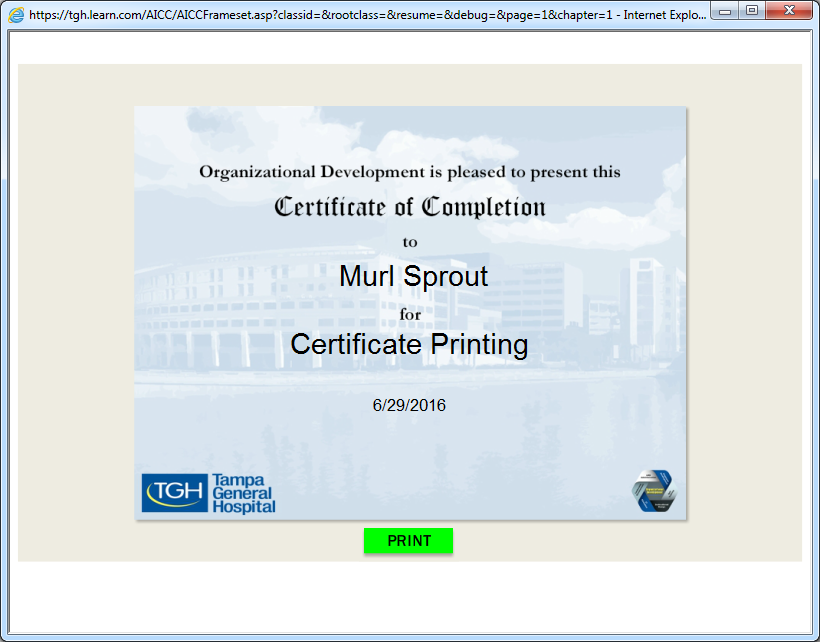 https://tgh.learn.com/AICC/AICCFrameset.asp?classid=&rootclass=&resume=&debug=&page=1&chapter=1 - Internet Explo...
Organizational Development is pleased to present this
Certificate of Completion
to
Murl Sprout
for
Certificate Printing
6/29/2016
TGH
Tampa
General
Hospital
PRINT